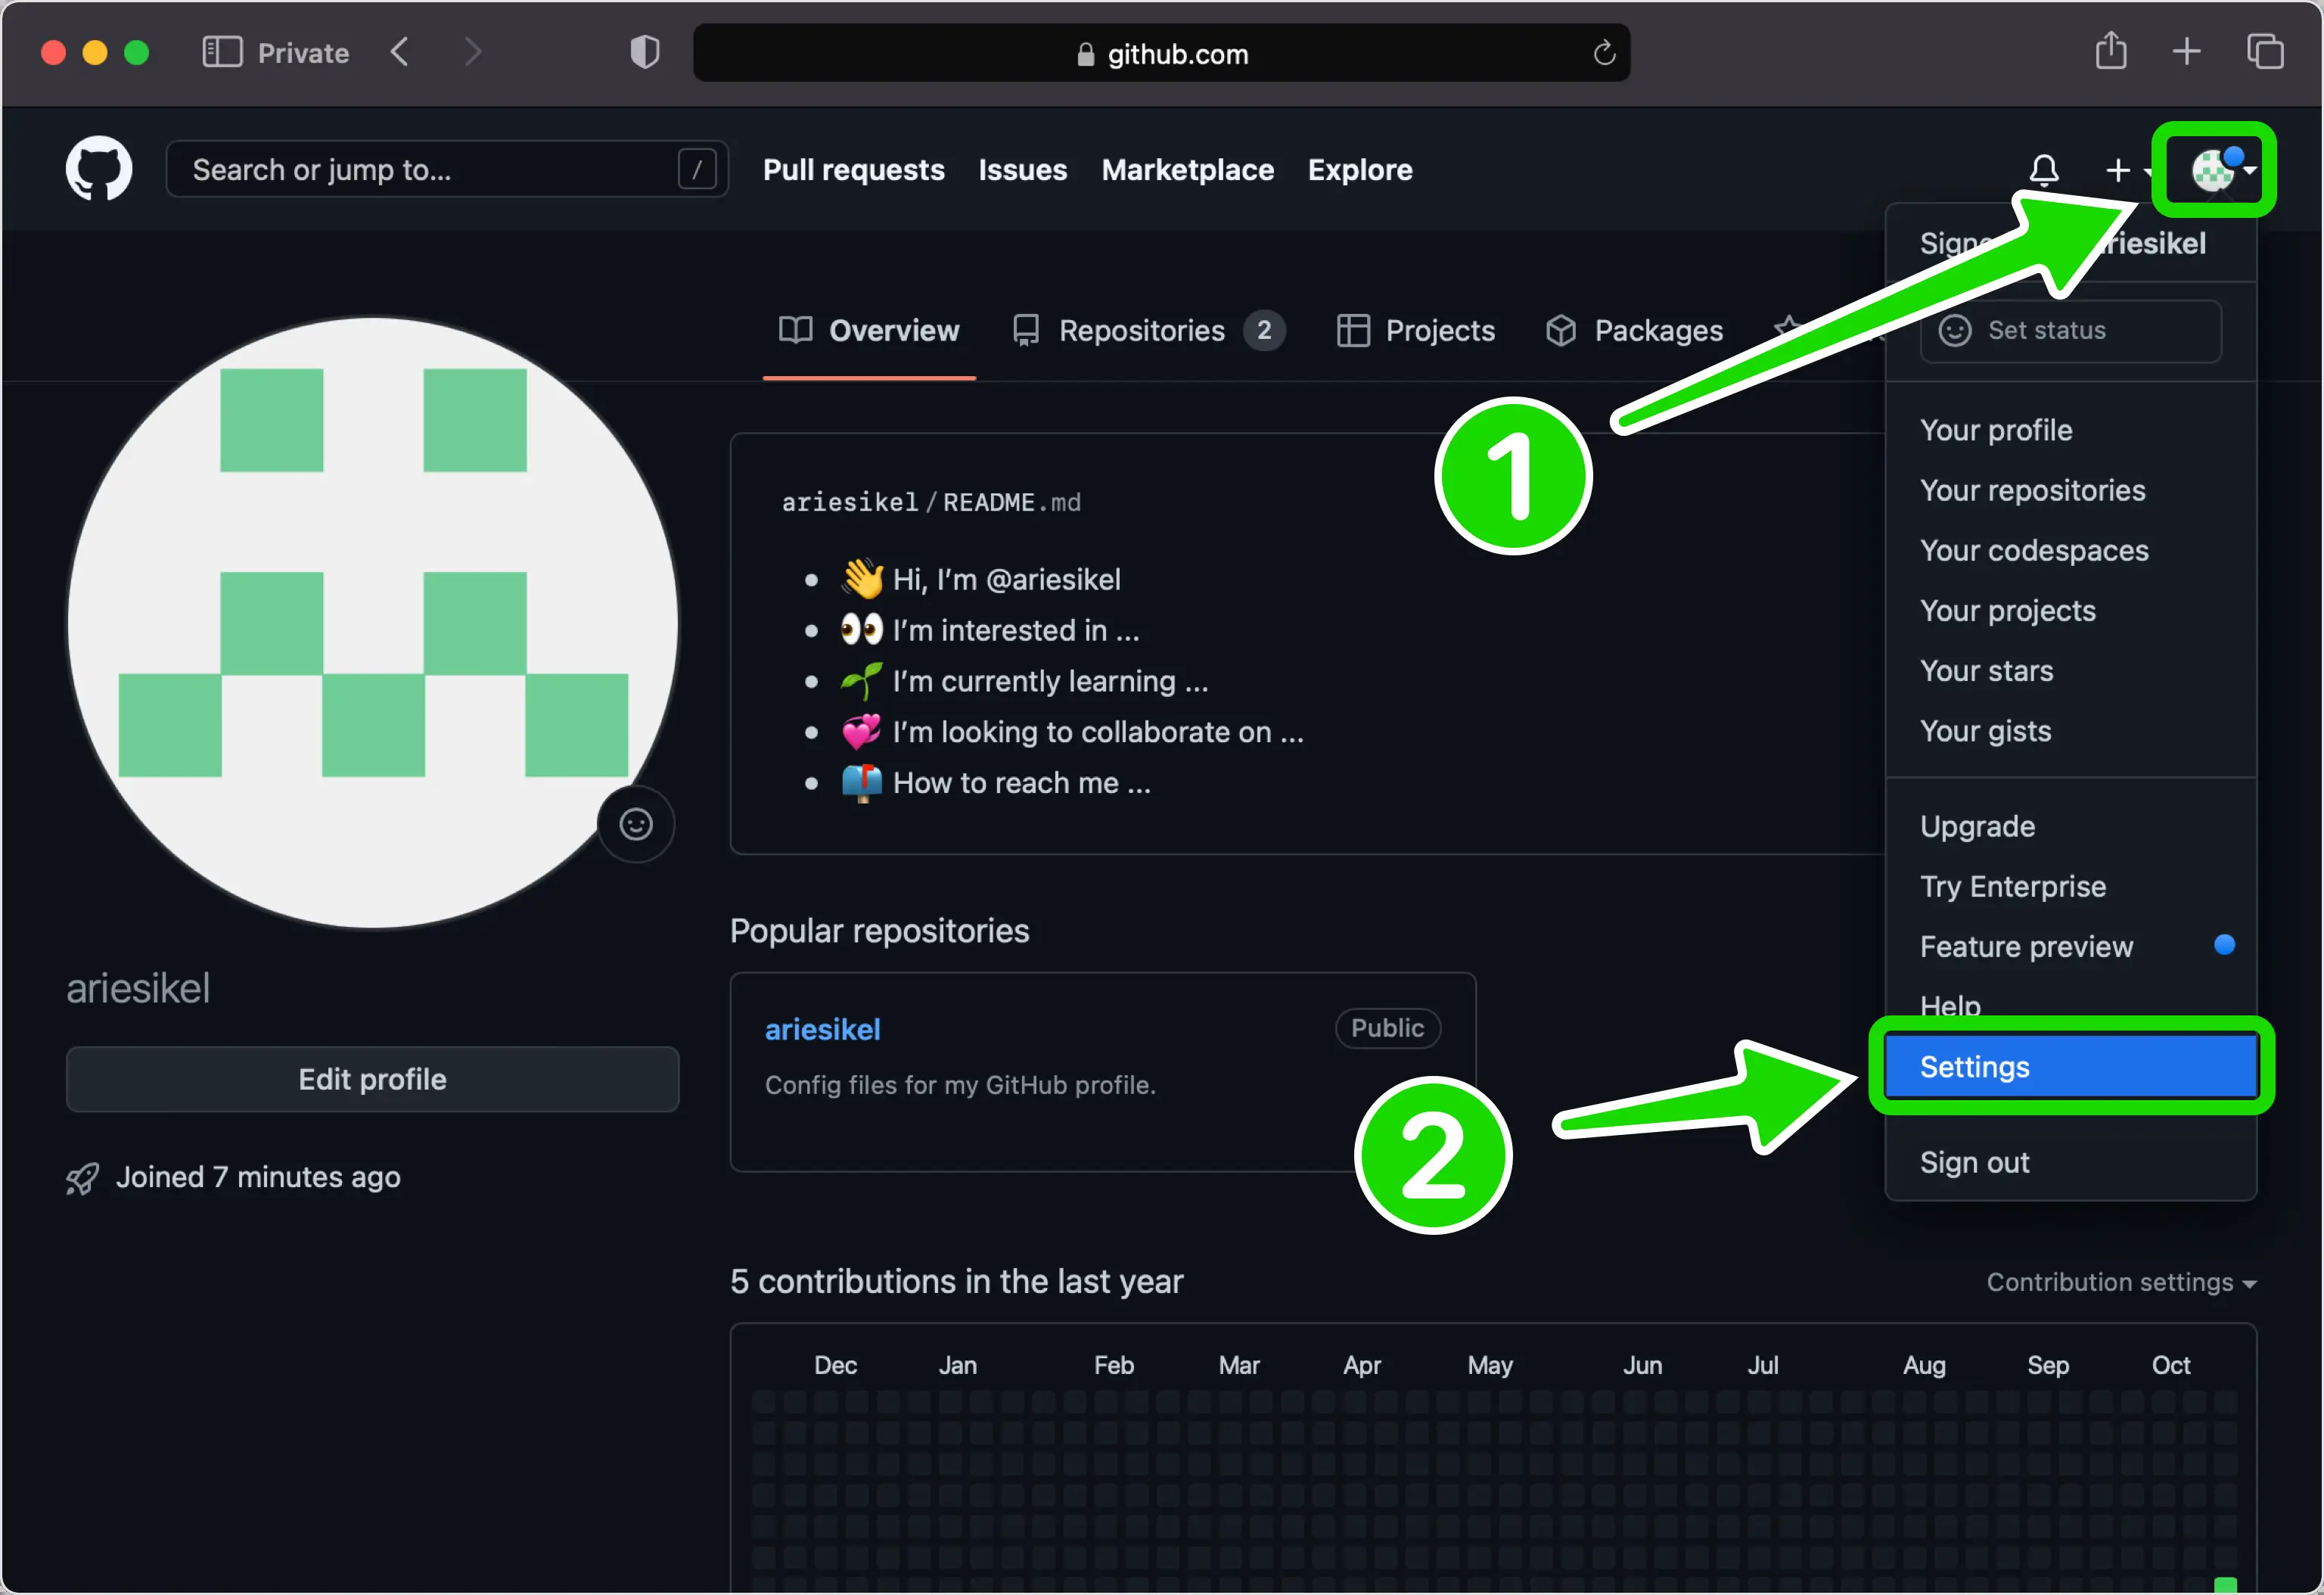 Private
github.com
Search or jump to... /
Pull requests Issues Marketplace Explore
ariesikel
Edit profile
Joined 7 minutes ago
Overview Repositories 2 Projects Packages
ariesikel/README.md
👋 Hi, I’m @ariesikel
👀 I’m interested in ...
🌱 I’m currently learning ...
💞️ I’m looking to collaborate on ...
📫 How to reach me ...
Popular repositories
ariesikel Public
Config files for my GitHub profile.
5 contributions in the last year
Contribution settings
Dec Jan Feb Mar Apr May Jun Jul Aug Sep Oct
1
2
Set status
Your profile
Your repositories
Your codespaces
Your projects
Your stars
Your gists
Upgrade
Try Enterprise
Feature preview
Help
Settings
Sign out